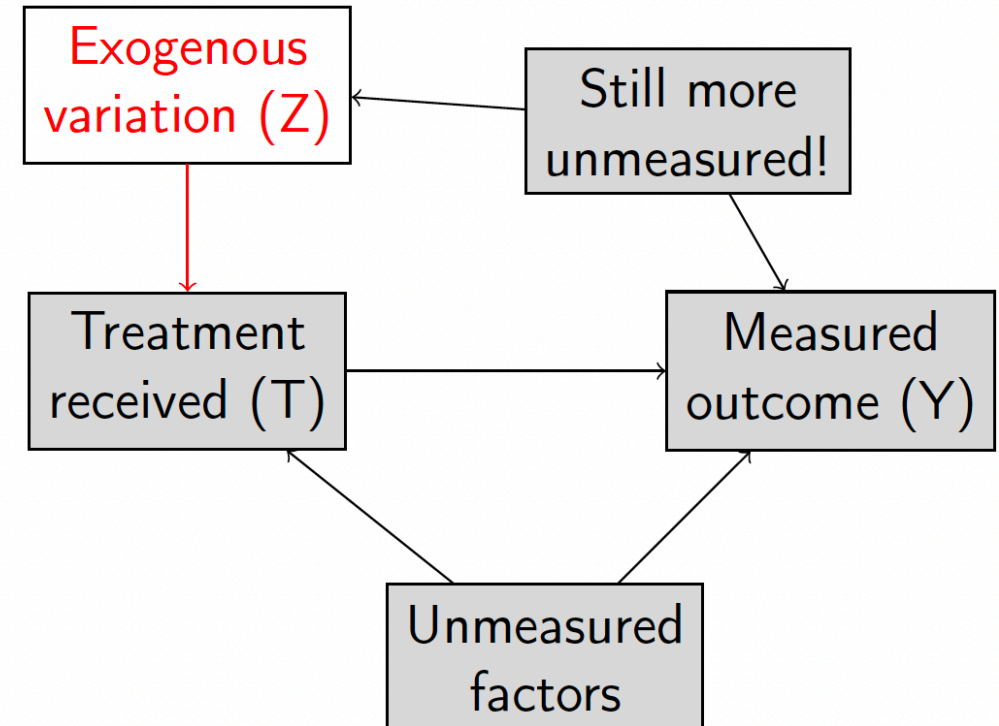 Exogenous
variation (Z)
Still more
unmeasured!
Treatment
received (T)
Measured
outcome (Y)
Unmeasured
factors